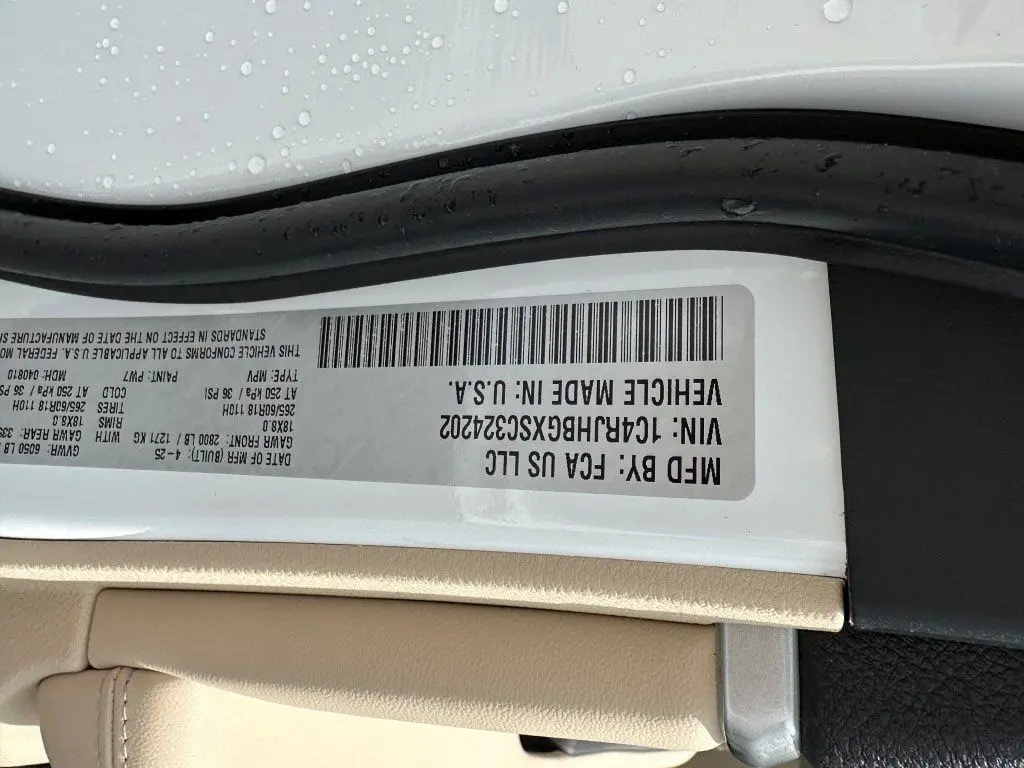 MFD BY: FCA US LLC
DATE OF MFR (BUILT): 4-25
GVWR: 6050 LB
VIN: 1C4RJHBGXSC324202
GAWR FRONT: 2800 LB / 1271 KG
WITH
GAWR REAR:
18X8.0
RIMS
18X8.0
VEHICLE MADE IN: U.S.A.
265/60R18 110H
TIRES
265/60R18 110H
AT 250 kPa / 36 PSI
COLD
AT 250 kPa / 36
TYPE: MPV
PAINT: PW7
MDH: 040810
THIS VEHICLE CONFORMS TO ALL APPLICABLE U.S.A. FEDERAL
STANDARDS IN EFFECT ON THE DATE OF MANUFACTURE